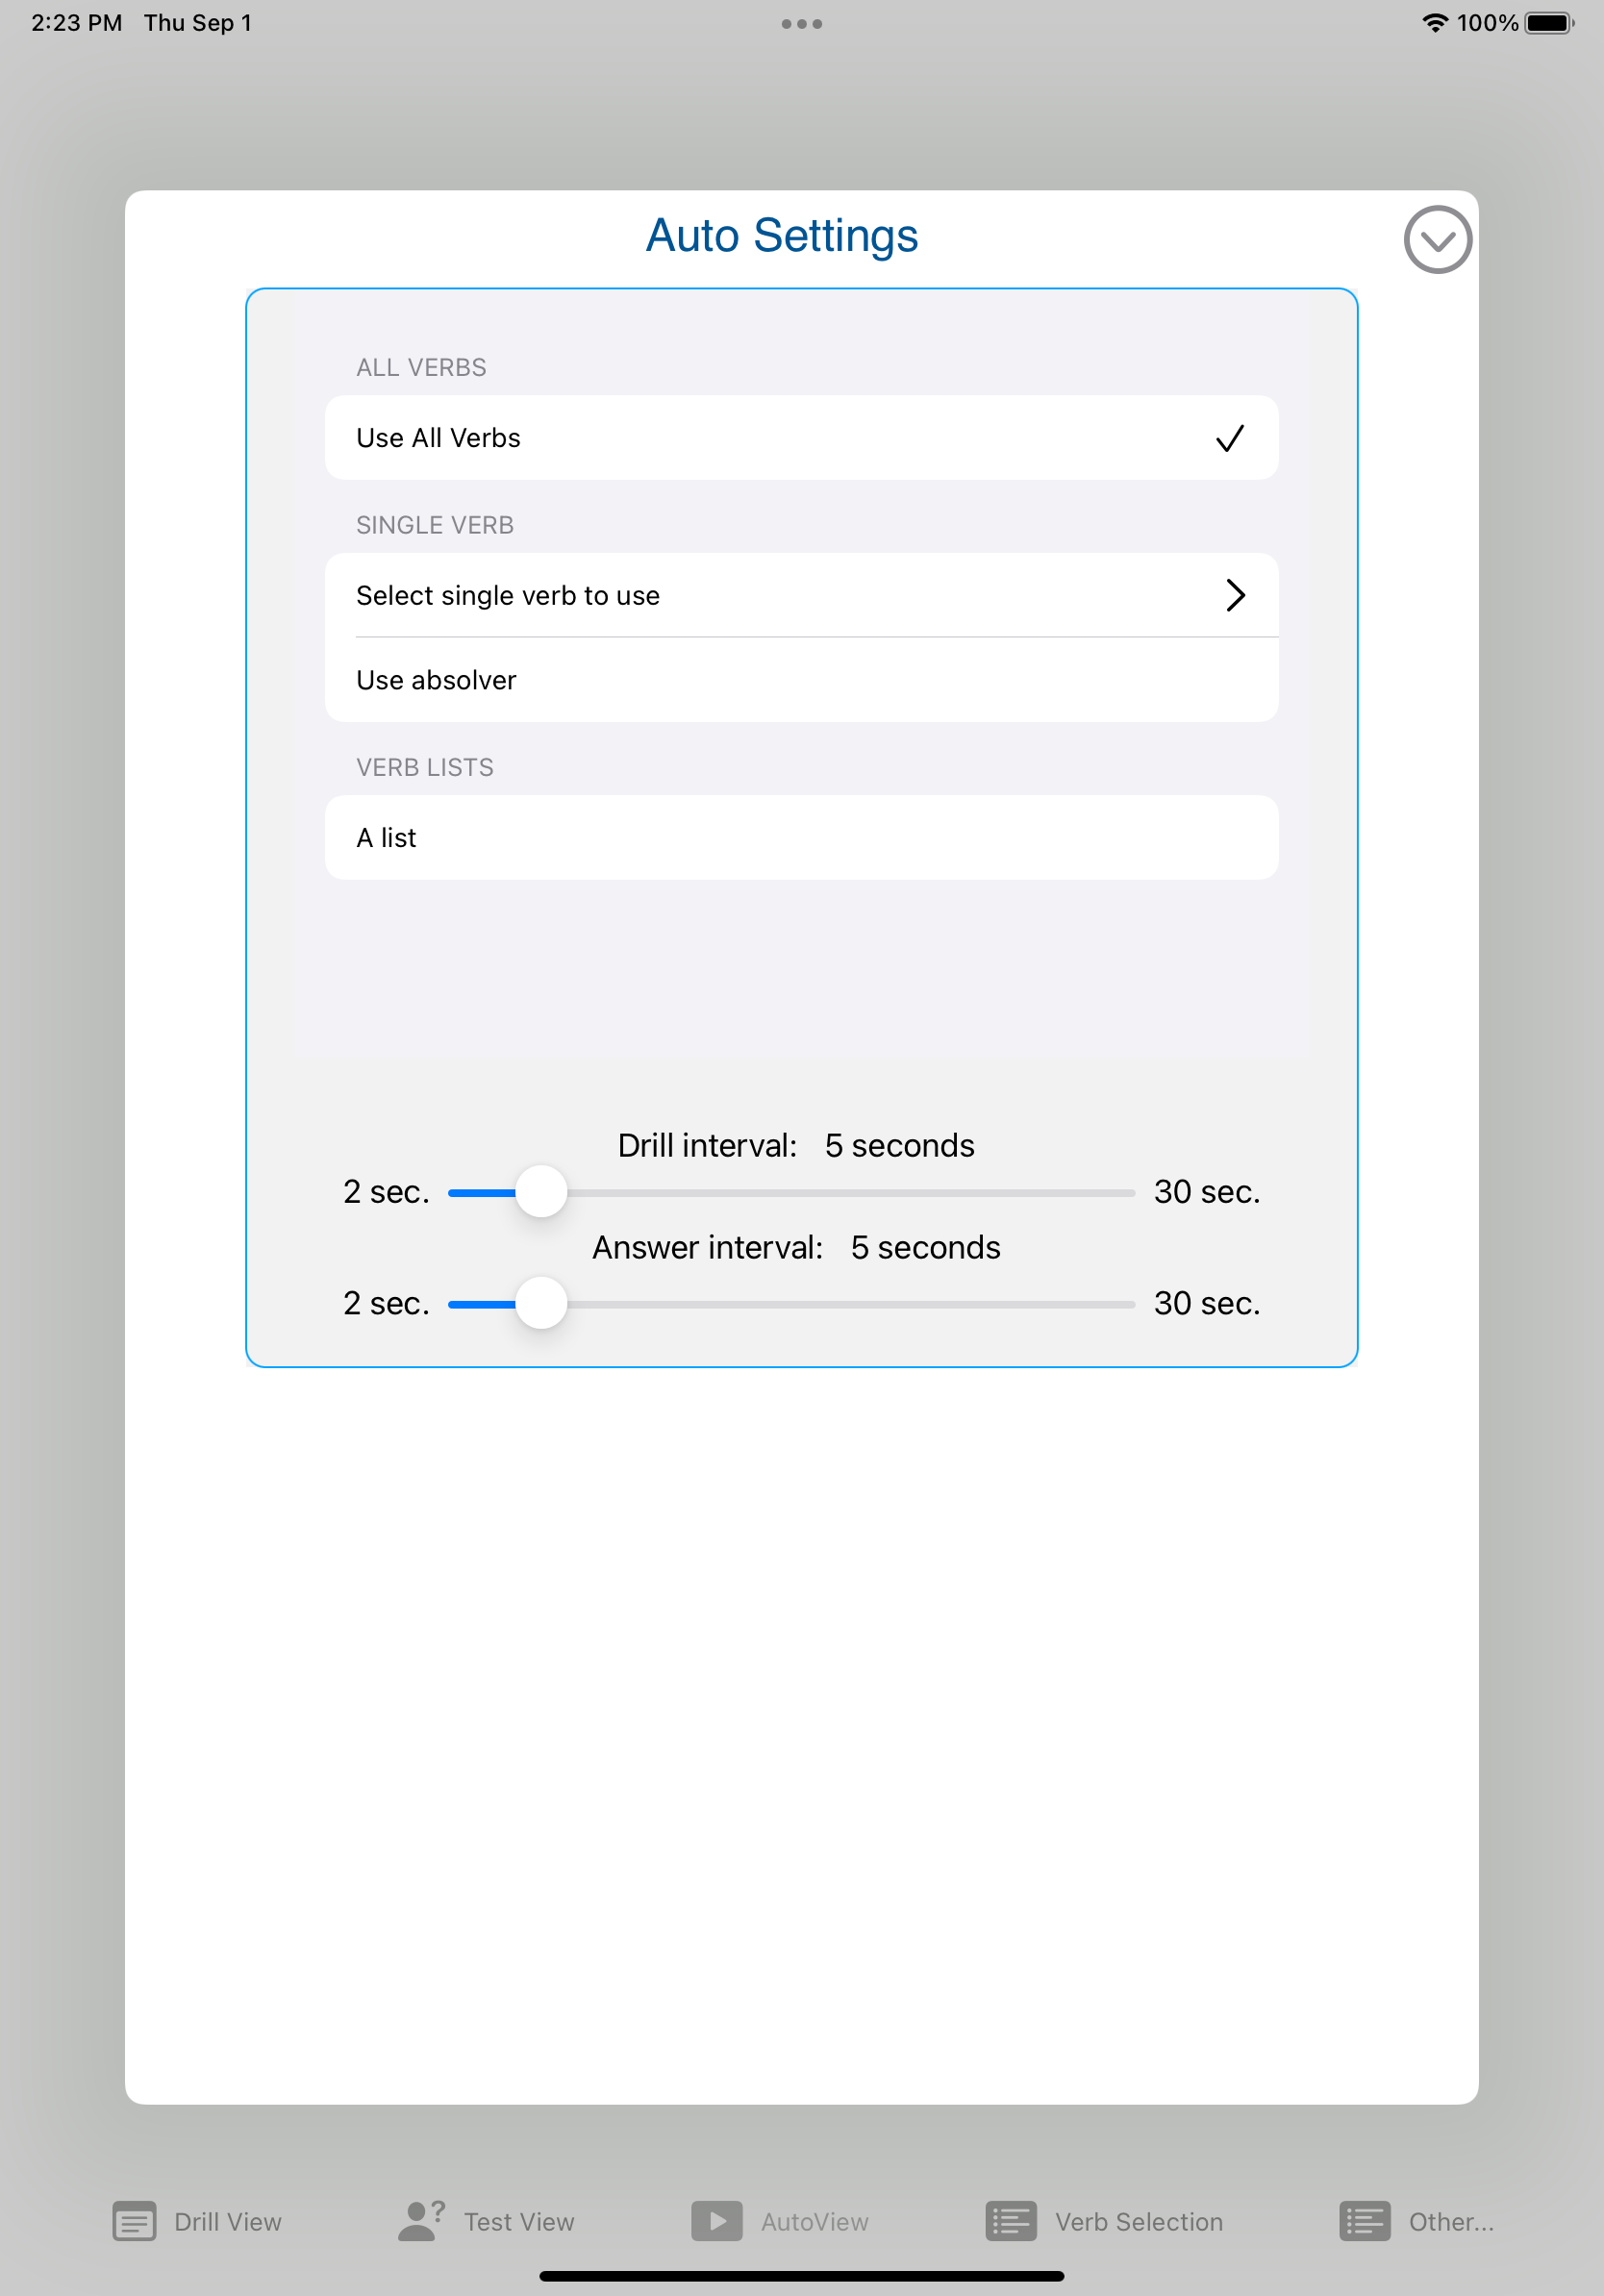 2:23 PM Thu Sep 1 100%
Auto Settings
ALL VERBS
Use All Verbs
SINGLE VERB
Select single verb to use
Use absolver
VERB LISTS
A list
Drill interval: 5 seconds
2 sec. 30 sec.
Answer interval: 5 seconds
2 sec. 30 sec.
Drill View ? Test View AutoView Verb Selection Other...